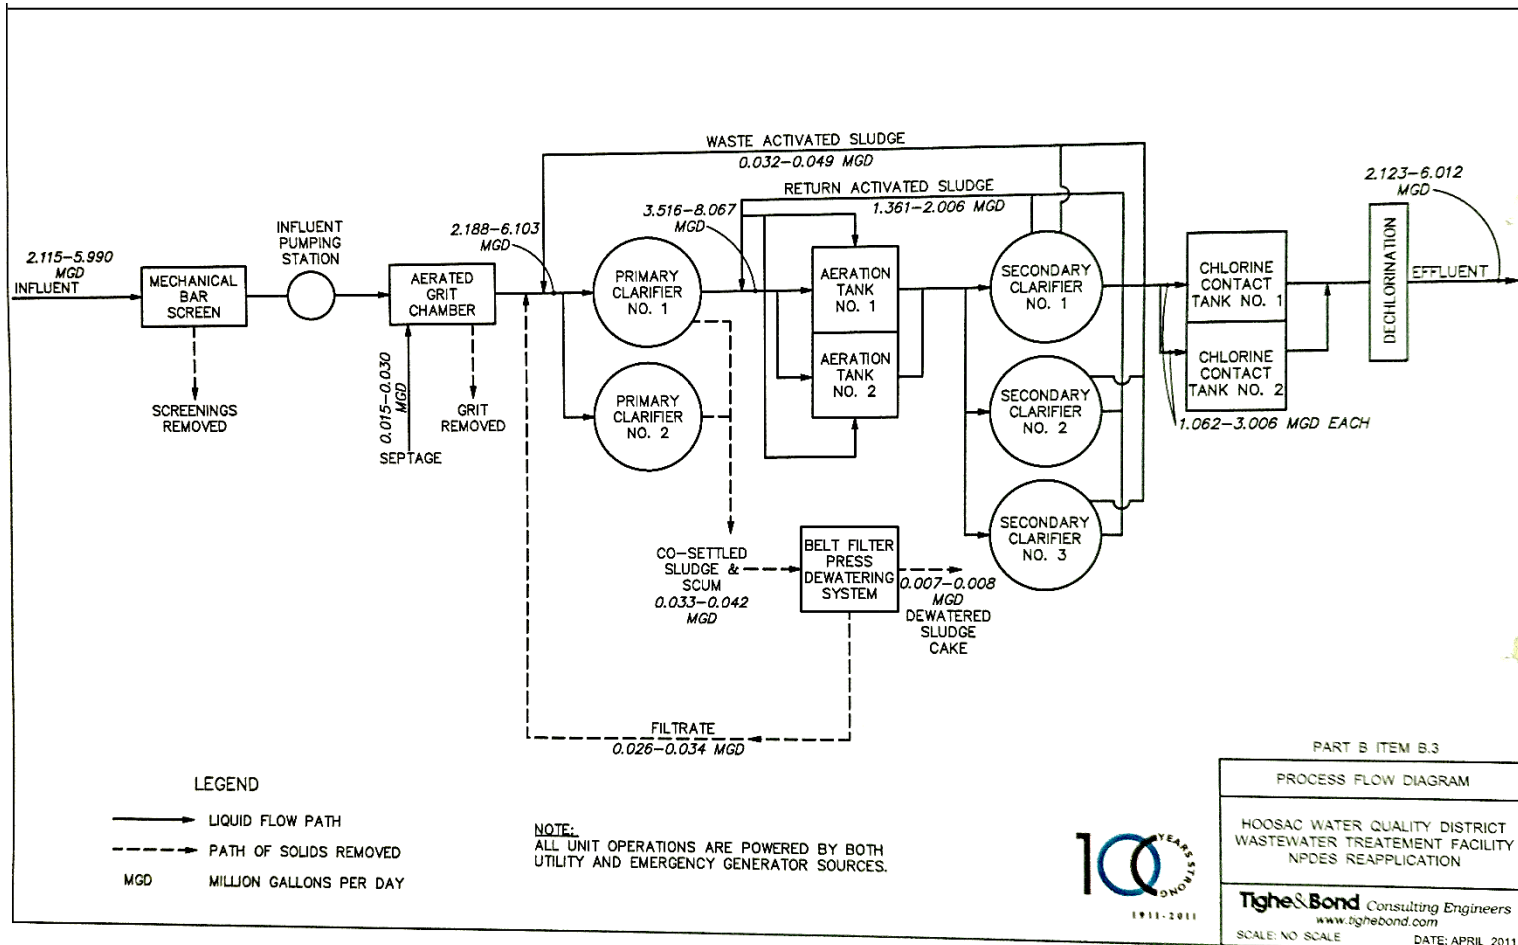 WASTE ACTIVATED SLUDGE
0.032-0.049 MGD
RETURN ACTIVATED SLUDGE
1.361-2.006 MGD
2.123-6.012
MGD
3.516-8.067
MGD
2.188-6.103
MGD
INFLUENT
PUMPING
STATION
2.115-5.990
MGD
INFLUENT
MECHANICAL
BAR
SCREEN
AERATED
GRIT
CHAMBER
PRIMARY
CLARIFIER
NO. 1
AERATION
TANK
NO. 1
SECONDARY
CLARIFIER
NO. 1
CHLORINE
CONTACT
TANK NO. 1
DECHLORINATION
EFFLUENT
AERATION
TANK
NO. 2
CHLORINE
CONTACT
TANK NO. 2
0.015-0.030
MGD
SEPTAGE
SCREENINGS
REMOVED
GRIT
REMOVED
PRIMARY
CLARIFIER
NO. 2
SECONDARY
CLARIFIER
NO. 2
1.062-3.006 MGD EACH
SECONDARY
CLARIFIER
NO. 3
CO-SETTLED
SLUDGE &
SCUM
0.033-0.042
MGD
BELT FILTER
PRESS
DEWATERING
SYSTEM
0.007-0.008
MGD
DEWATERED
SLUDGE
CAKE
FILTRATE
0.026-0.034 MGD
LEGEND
LIQUID FLOW PATH
PATH OF SOLIDS REMOVED
MGD MILLION GALLONS PER DAY
NOTE:
ALL UNIT OPERATIONS ARE POWERED BY BOTH
UTILITY AND EMERGENCY GENERATOR SOURCES.
100
YEARS STRONG
1911-2011
PART B ITEM B.3
PROCESS FLOW DIAGRAM
HOOSAC WATER QUALITY DISTRICT
WASTEWATER TREATEMENT FACILITY
NPDES REAPPLICATION
Tighe&Bond Consulting Engineers
www.tighebond.com
SCALE: NO SCALE DATE: APRIL 2011